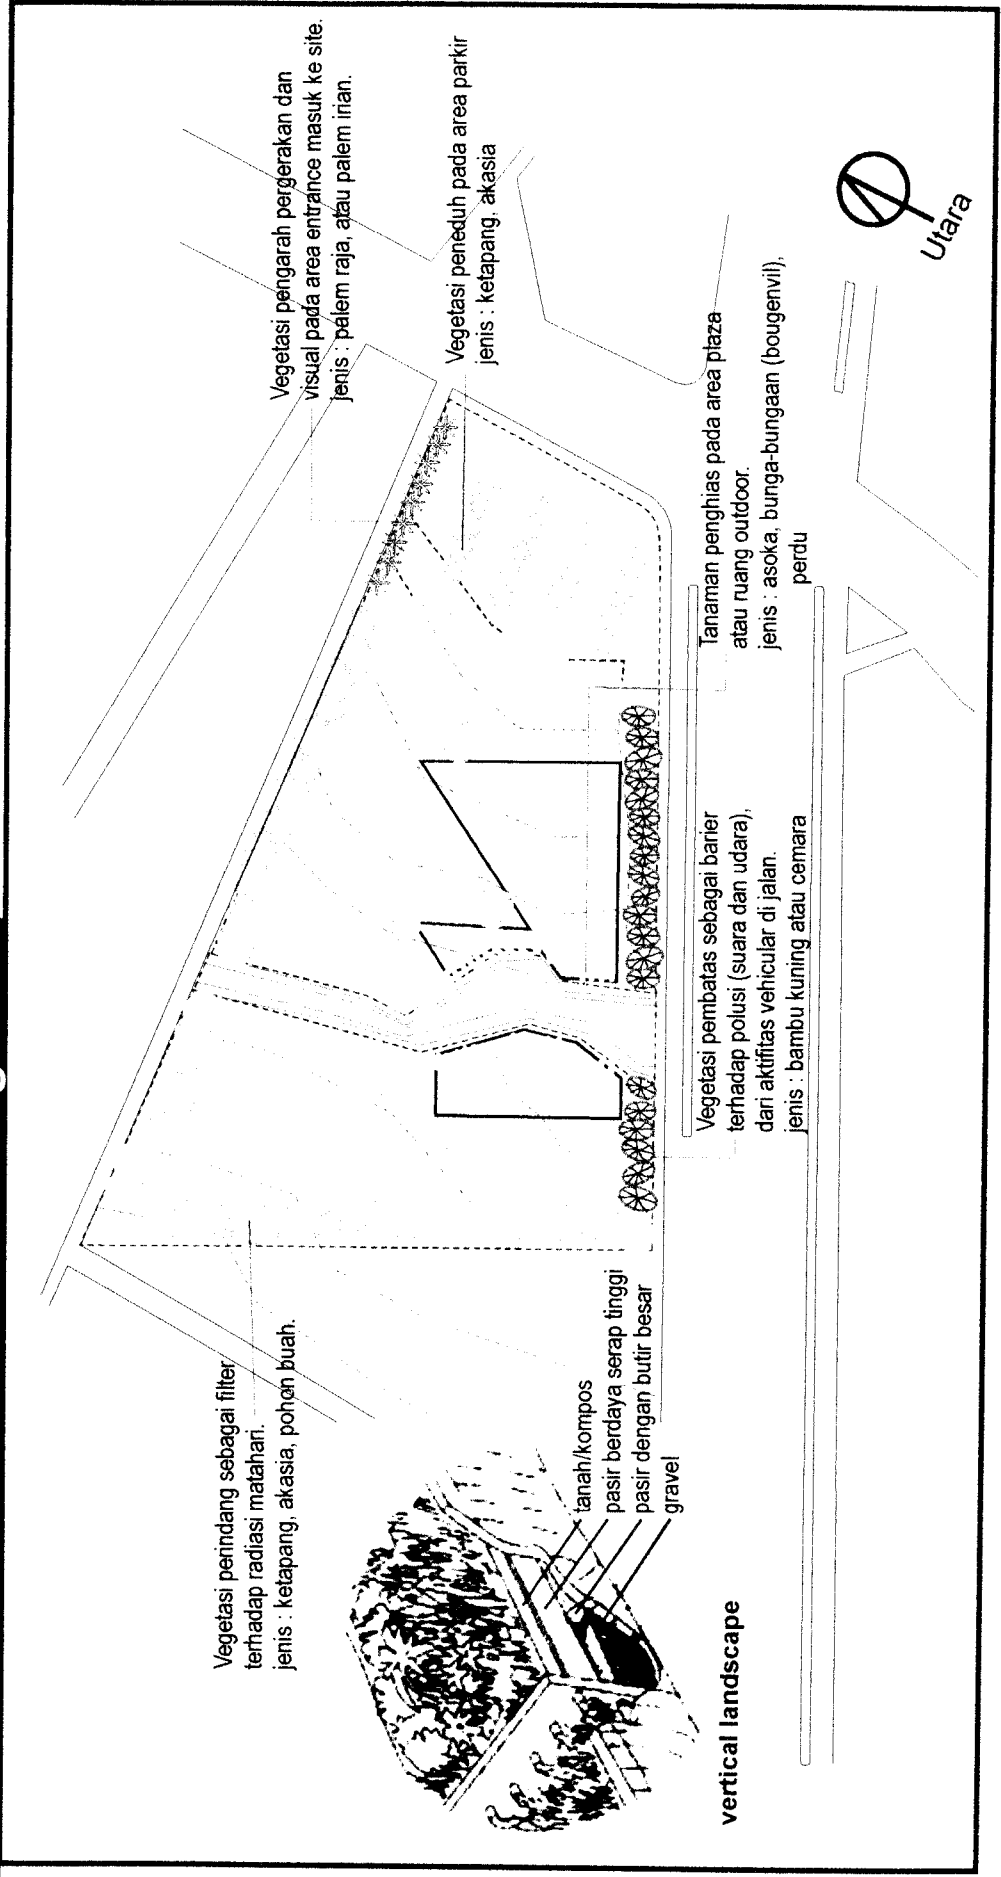 Vegetasi perindang sebagai filter
terhadap radiasi matahari.
jenis : ketapang, akasia, pohon buah.
Vegetasi pengarah pergerakan dan
visual pada area entrance masuk ke site.
jenis : palem raja, atau palem irian.
Vegetasi peneduh pada area parkir
jenis : ketapang, akasia
tanah/kompos
pasir berdaya serap tinggi
pasir dengan butir besar
gravel
vertical landscape
Vegetasi pembatas sebagai barier
terhadap polusi (suara dan udara),
dari aktifitas vehicular di jalan.
jenis : bambu kuning atau cemara
Tanaman penghias pada area plaza
atau ruang outdoor.
jenis : asoka, bunga-bungaan (bougenvil),
perdu
Utara